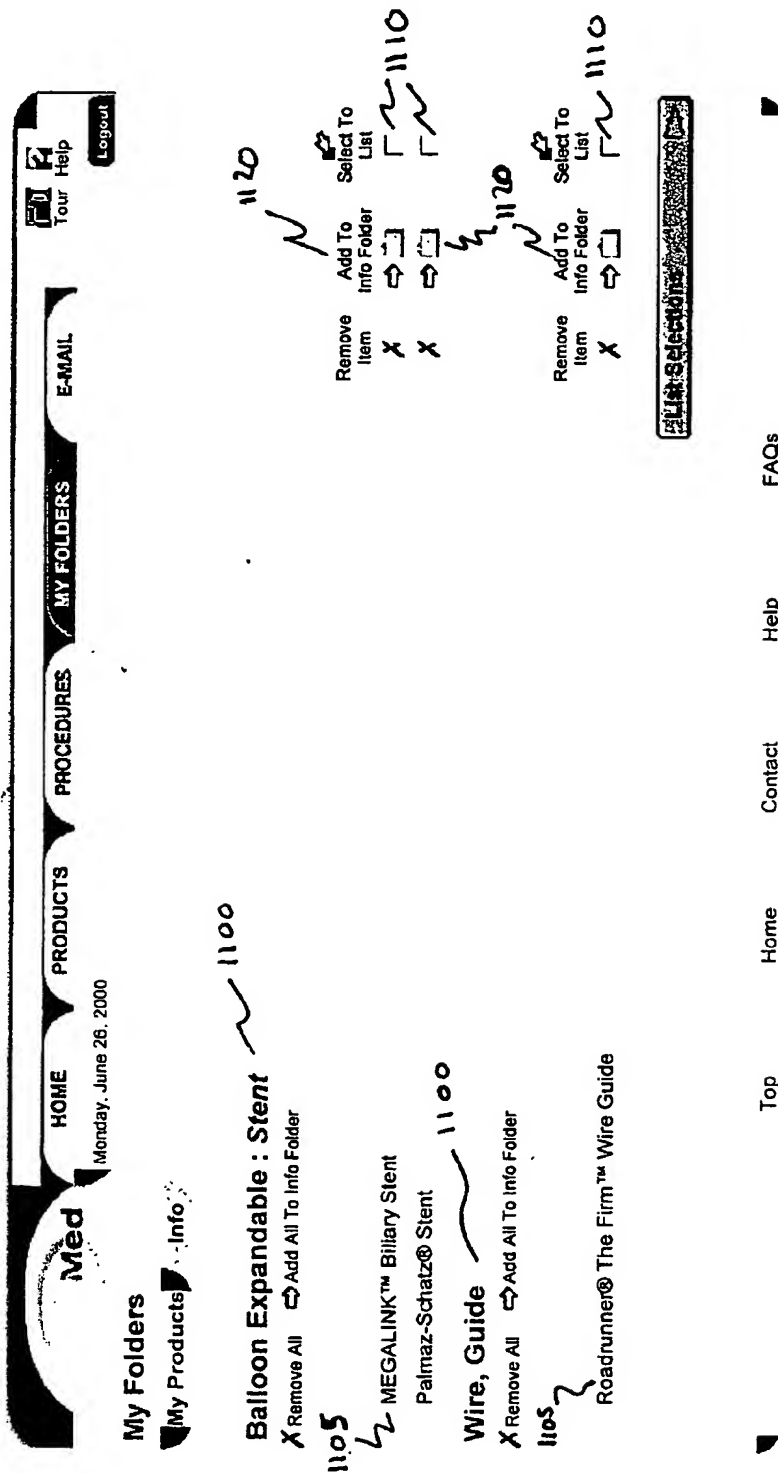 Tour Help
Logout
HOME PRODUCTS PROCEDURES MY FOLDERS E-MAIL
Med
Monday, June 26, 2000
My Folders
My Products Info
Balloon Expandable : Stent 1100
X Remove All Add All To Info Folder
1120
Remove Item Add To Info Folder Select To List
1105
MEGALINK™ Biliary Stent X 1110
Palmaz-Schatz® Stent X
1120
Wire, Guide 1100
X Remove All Add All To Info Folder
Remove Item Add To Info Folder Select To List
1105
Roadrunner® The Firm™ Wire Guide X 1110
List Selections
Top Home Contact Help FAQs